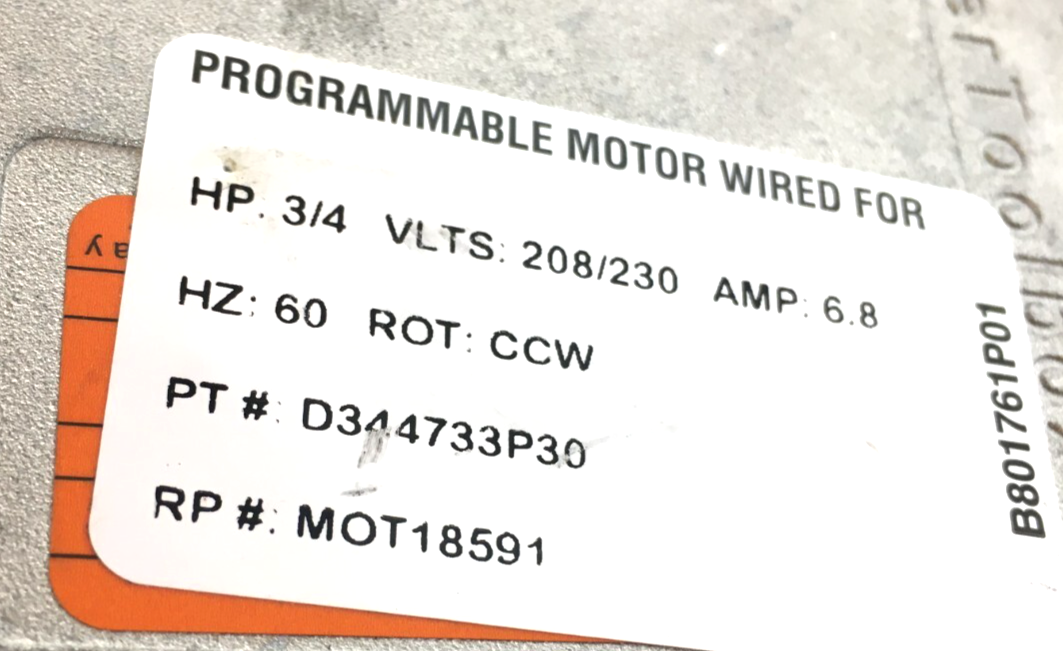 PROGRAMMABLE MOTOR WIRED FOR
HP: 3/4 VLTS: 208/230 AMP: 6.8
HZ: 60 ROT: CCW
PT #: D344733P30
RP #: MOT18591
B801761P01